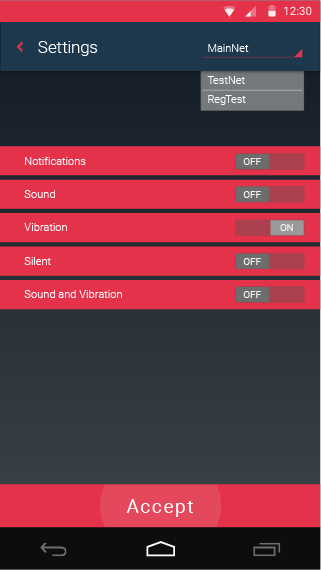 12:30
Settings
MainNet
TestNet
RegTest
Notifications OFF
Sound OFF
Vibration ON
Silent OFF
Sound and Vibration OFF
Accept